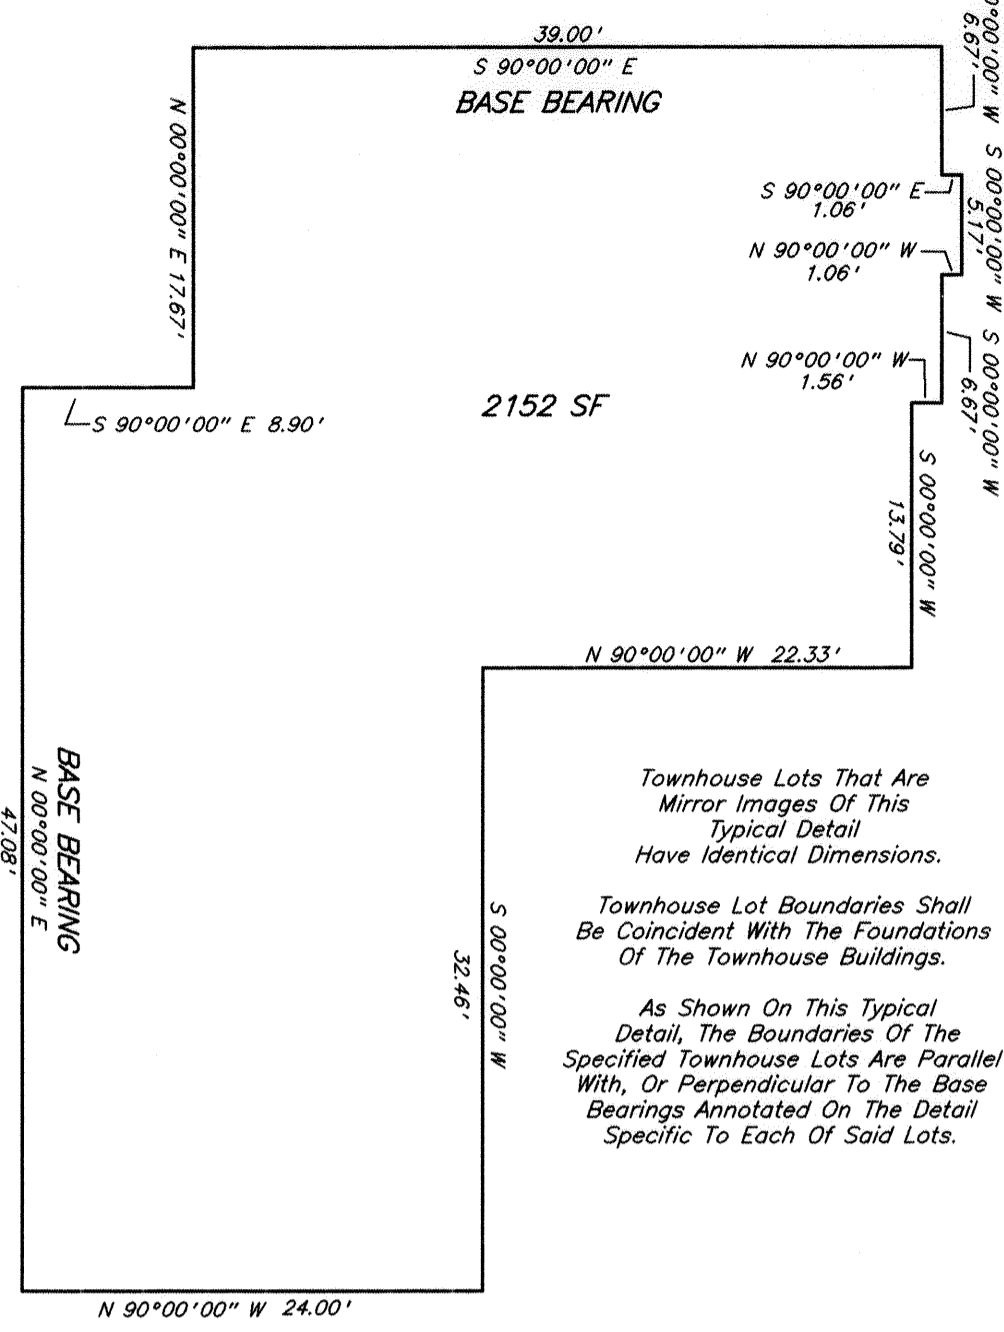 39.00'
S 90°00'00" E
BASE BEARING
00'00" W
6.67'
N 00°00'00" E 17.67'
S 90°00'00" E
1.06'
S 00°00'00" W
5.17'
N 90°00'00" W
1.06'
S 00°00'00" W
6.67'
N 90°00'00" W
1.56'
2152 SF
S 90°00'00" E 8.90'
S 00°00'00" W
13.79'
N 90°00'00" W 22.33'
Townhouse Lots That Are
Mirror Images Of This
Typical Detail
Have Identical Dimensions.
Townhouse Lot Boundaries Shall
Be Coincident With The Foundations
Of The Townhouse Buildings.
As Shown On This Typical
Detail, The Boundaries Of The
Specified Townhouse Lots Are Parallel
With, Or Perpendicular To The Base
Bearings Annotated On The Detail
Specific To Each Of Said Lots.
BASE BEARING
N 00°00'00" E
47.08'
S 00°00'00" W
32.46'
N 90°00'00" W 24.00'